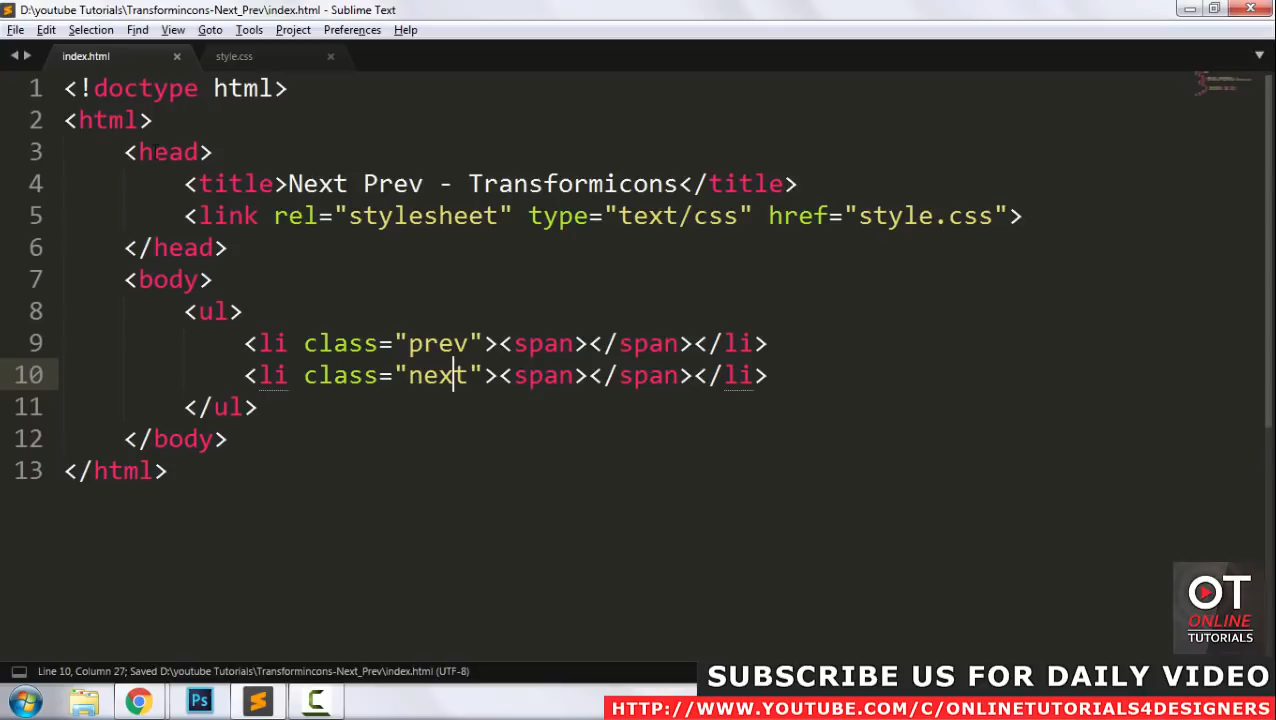 D:\youtube Tutorials\Transformincons-Next_Prev\index.html - Sublime Text
File Edit Selection Find View Goto Tools Project Preferences Help
index.html style.css
1 <!doctype html>
2 <html>
3 <head>
4 <title>Next Prev - Transformicons</title>
5 <link rel="stylesheet" type="text/css" href="style.css">
6 </head>
7 <body>
8 <ul>
9 <li class="prev"><span></span></li>
10 <li class="next"><span></span></li>
11 </ul>
12 </body>
13 </html>
OT
ONLINE
TUTORIALS
Line 10, Column 27; Saved D:\youtube Tutorials\Transformincons-Next_Prev\index.html (UTF-8)
SUBSCRIBE US FOR DAILY VIDEO
Ps
HTTP://WWW.YOUTUBE.COM/C/ONLINETUTORIALS4DESIGNERS